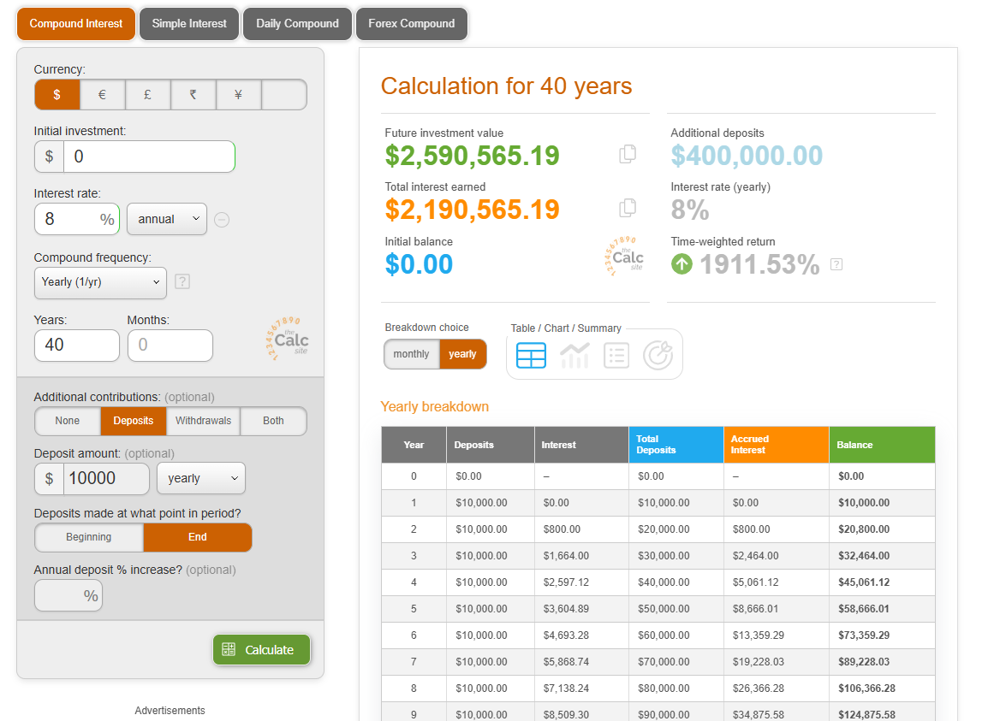 Compound Interest
Simple Interest
Daily Compound
Forex Compound
Currency:
$ € £ ₹ ¥
Initial investment:
$ 0
Interest rate:
8 % annual
Compound frequency:
Yearly (1/yr) ?
Years: Months:
40 0
1234567890
the
Calc
site
Additional contributions: (optional)
None Deposits Withdrawals Both
Deposit amount: (optional)
$ 10000 yearly
Deposits made at what point in period?
Beginning End
Annual deposit % increase? (optional)
%
Calculate
Advertisements
Calculation for 40 years
Future investment value
$2,590,565.19
Additional deposits
$400,000.00
Total interest earned
$2,190,565.19
Interest rate (yearly)
8%
Initial balance
$0.00
1234567890
the
Calc
site
Time-weighted return
1911.53% ?
Breakdown choice
monthly yearly
Table / Chart / Summary
Yearly breakdown
Year Deposits Interest Total Deposits Accrued Interest Balance
0 $0.00 – $0.00 – $0.00
1 $10,000.00 $0.00 $10,000.00 $0.00 $10,000.00
2 $10,000.00 $800.00 $20,000.00 $800.00 $20,800.00
3 $10,000.00 $1,664.00 $30,000.00 $2,464.00 $32,464.00
4 $10,000.00 $2,597.12 $40,000.00 $5,061.12 $45,061.12
5 $10,000.00 $3,604.89 $50,000.00 $8,666.01 $58,666.01
6 $10,000.00 $4,693.28 $60,000.00 $13,359.29 $73,359.29
7 $10,000.00 $5,868.74 $70,000.00 $19,228.03 $89,228.03
8 $10,000.00 $7,138.24 $80,000.00 $26,366.28 $106,366.28
9 $10,000.00 $8,509.30 $90,000.00 $34,875.58 $124,875.58